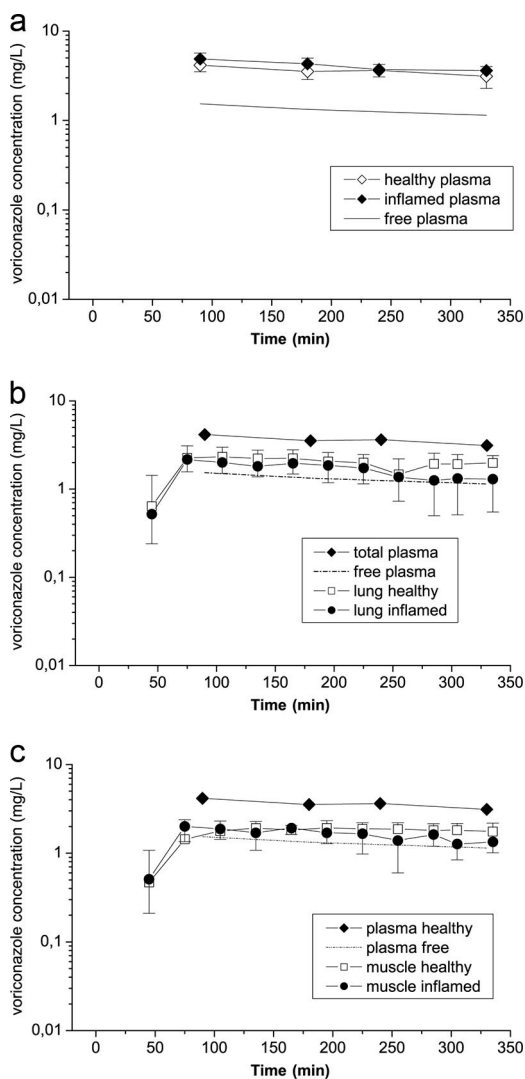 a
10
1
0,1
0,01
voriconazole concentration (mg/L)
healthy plasma
inflamed plasma
free plasma
0 50 100 150 200 250 300 350
Time (min)
b
10
1
0,1
0,01
voriconazole concentration (mg/L)
total plasma
free plasma
lung healthy
lung inflamed
0 50 100 150 200 250 300 350
Time (min)
c
10
1
0,1
0,01
voriconazole concentration (mg/L)
plasma healthy
plasma free
muscle healthy
muscle inflamed
0 50 100 150 200 250 300 350
Time (min)